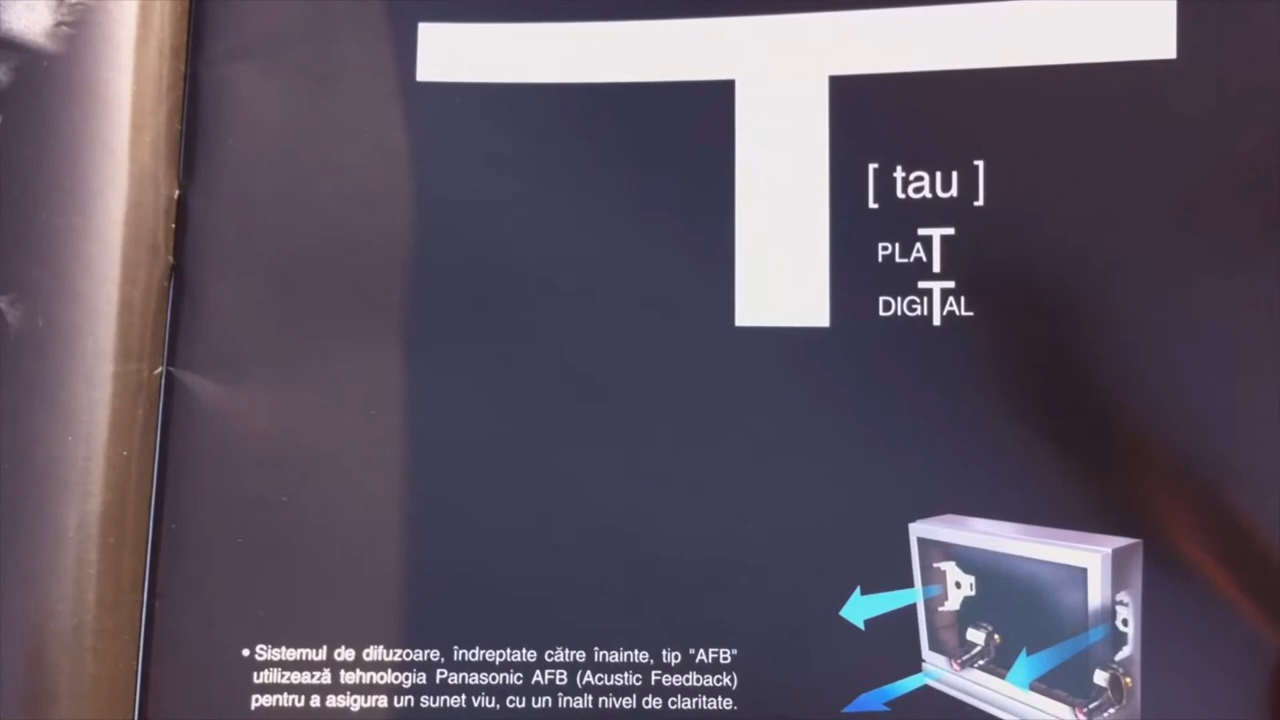 T
[ tau ]
PLAT
DIGITAL
• Sistemul de difuzoare, îndreptate către înainte, tip "AFB"
utilizează tehnologia Panasonic AFB (Acustic Feedback)
pentru a asigura un sunet viu, cu un înalt nivel de claritate.